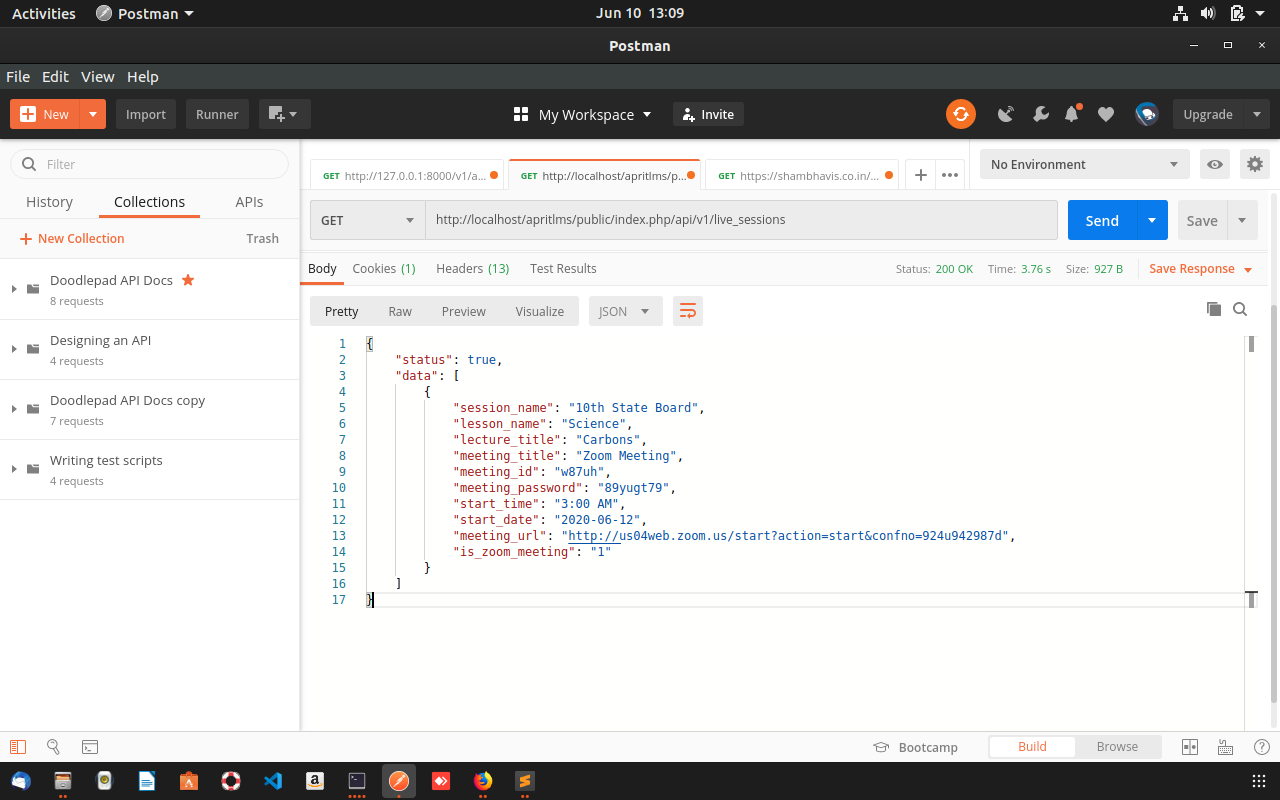 Activities Postman Jun 10 13:09
Postman
File Edit View Help
New Import Runner My Workspace Invite Upgrade
Filter
History Collections APIs
New Collection Trash
Doodlepad API Docs
8 requests
Designing an API
4 requests
Doodlepad API Docs copy
7 requests
Writing test scripts
4 requests
GET http://127.0.0.1:8000/v1/a... GET http://localhost/apritlms/p... GET https://shambhavis.co.in/... No Environment
GET http://localhost/apritlms/public/index.php/api/v1/live_sessions Send Save
Body Cookies (1) Headers (13) Test Results Status: 200 OK Time: 3.76 s Size: 927 B Save Response
Pretty Raw Preview Visualize JSON
1 {
2 "status": true,
3 "data": [
4 {
5 "session_name": "10th State Board",
6 "lesson_name": "Science",
7 "lecture_title": "Carbons",
8 "meeting_title": "Zoom Meeting",
9 "meeting_id": "w87uh",
10 "meeting_password": "89yugt79",
11 "start_time": "3:00 AM",
12 "start_date": "2020-06-12",
13 "meeting_url": "http://us04web.zoom.us/start?action=start&confno=924u942987d",
14 "is_zoom_meeting": "1"
15 }
16 ]
17 }
Bootcamp Build Browse